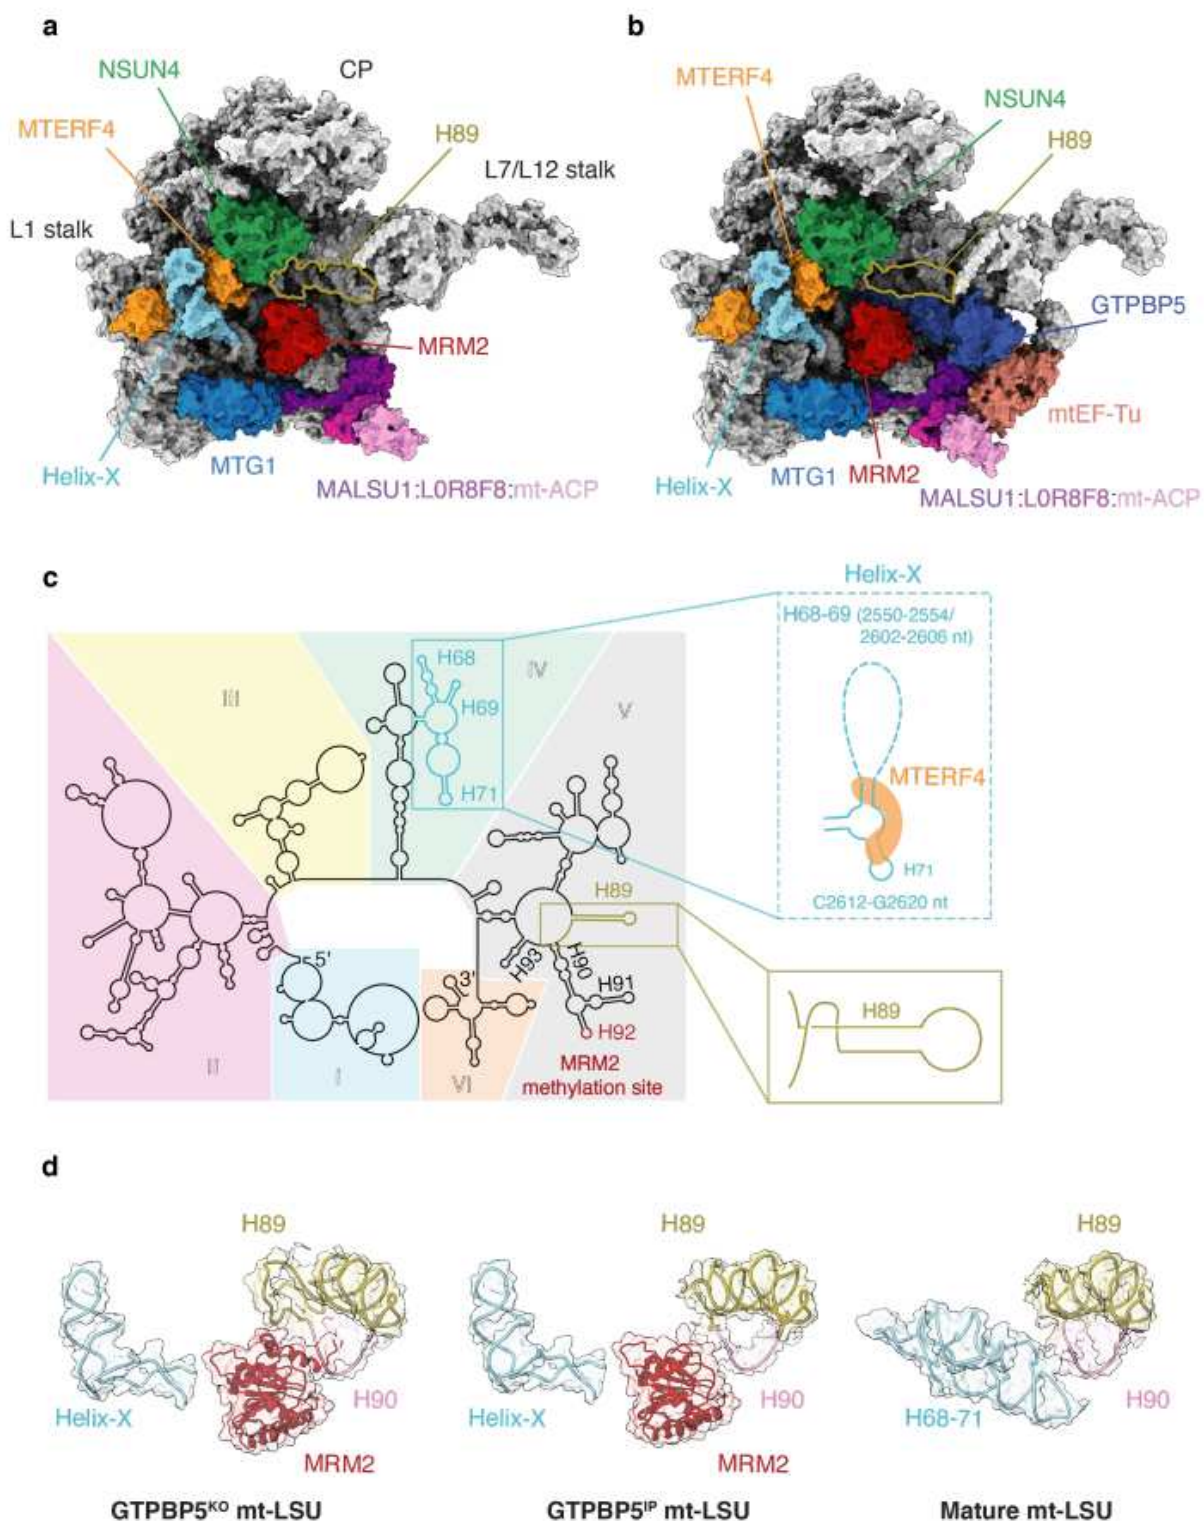 a
NSUN4
CP
MTERF4
H89
L7/L12 stalk
L1 stalk
MRM2
Helix-X
MTG1
MALSU1:L0R8F8:mt-ACP
b
MTERF4
NSUN4
H89
GTPBP5
mtEF-Tu
Helix-X
MTG1
MRM2
MALSU1:L0R8F8:mt-ACP
c
Helix-X
H68-69 (2550-2554/
2602-2606 nt)
MTERF4
H71
C2612-G2620 nt
III
H68
IV
H69
V
H71
H89
H93
H90
H91
5'
3'
H92
II
I
VI
MRM2
methylation site
H89
d
H89
Helix-X
H90
MRM2
GTPBP5KO mt-LSU
H89
Helix-X
H90
MRM2
GTPBP5IP mt-LSU
H89
H68-71
H90
Mature mt-LSU